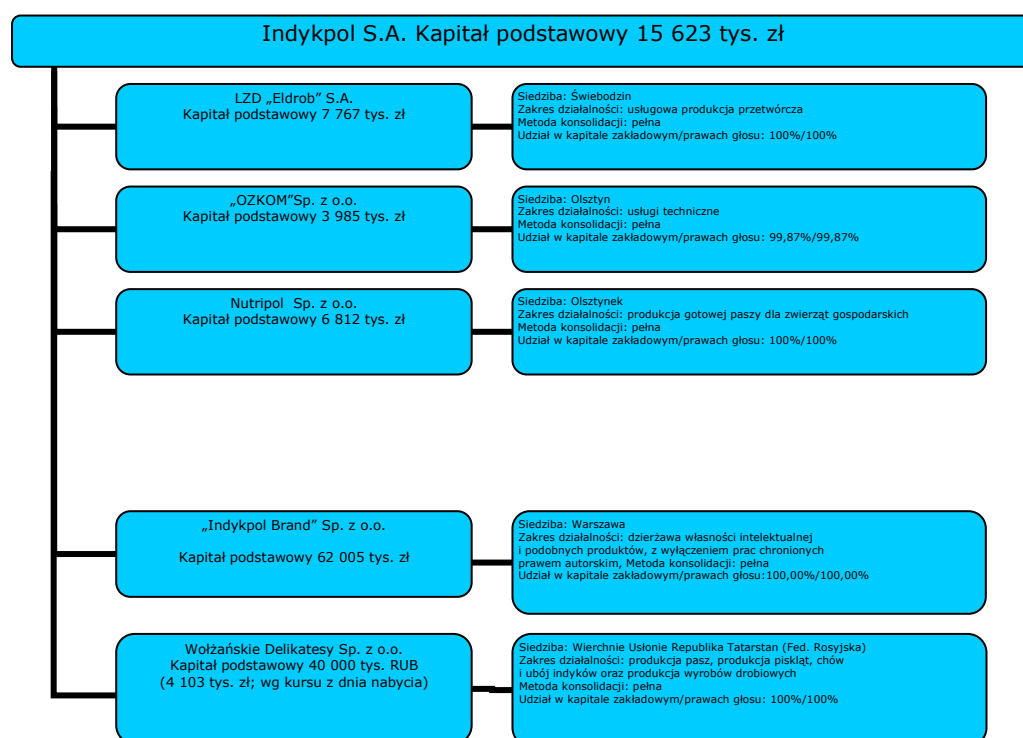 Indykpol S.A. Kapitał podstawowy 15 623 tys. zł
LZD „Eldrob” S.A.
Kapitał podstawowy 7 767 tys. zł
Siedziba: Świebodzin
Zakres działalności: usługowa produkcja przetwórcza
Metoda konsolidacji: pełna
Udział w kapitale zakładowym/prawach głosu: 100%/100%
„OZKOM”Sp. z o.o.
Kapitał podstawowy 3 985 tys. zł
Siedziba: Olsztyn
Zakres działalności: usługi techniczne
Metoda konsolidacji: pełna
Udział w kapitale zakładowym/prawach głosu: 99,87%/99,87%
Nutripol Sp. z o.o.
Kapitał podstawowy 6 812 tys. zł
Siedziba: Olsztynek
Zakres działalności: produkcja gotowej paszy dla zwierząt gospodarskich
Metoda konsolidacji: pełna
Udział w kapitale zakładowym/prawach głosu: 100%/100%
„Indykpol Brand” Sp. z o.o.
Kapitał podstawowy 62 005 tys. zł
Siedziba: Warszawa
Zakres działalności: dzierżawa własności intelektualnej
i podobnych produktów, z wyłączeniem prac chronionych
prawem autorskim, Metoda konsolidacji: pełna
Udział w kapitale zakładowym/prawach głosu:100,00%/100,00%
Wołżańskie Delikatesy Sp. z o.o.
Kapitał podstawowy 40 000 tys. RUB
(4 103 tys. zł; wg kursu z dnia nabycia)
Siedziba: Wierchnie Usłonie Republika Tatarstan (Fed. Rosyjska)
Zakres działalności: produkcja pasz, produkcja piskląt, chów
i ubój indyków oraz produkcja wyrobów drobiowych
Metoda konsolidacji: pełna
Udział w kapitale zakładowym/prawach głosu: 100%/100%